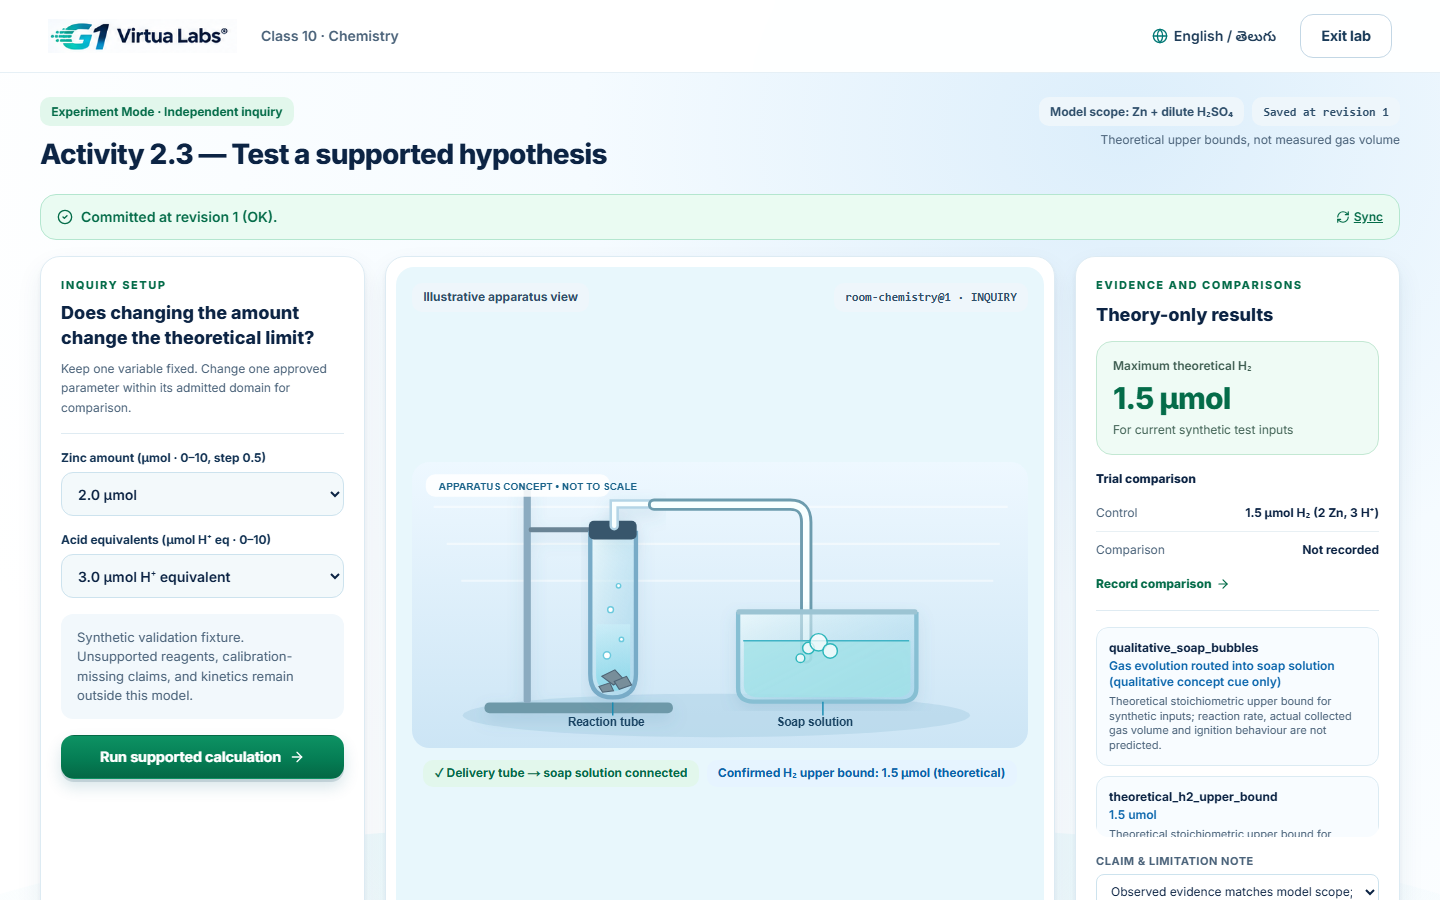 G1 Virtua Labs®
Class 10 · Chemistry
English / తెలుగు
Exit lab
Experiment Mode · Independent inquiry
Model scope: Zn + dilute H₂SO₄
Saved at revision 1
Theoretical upper bounds, not measured gas volume
Activity 2.3 — Test a supported hypothesis
Committed at revision 1 (OK).
Sync
INQUIRY SETUP
Does changing the amount
change the theoretical limit?
Keep one variable fixed. Change one approved
parameter within its admitted domain for
comparison.
Zinc amount (µmol · 0–10, step 0.5)
2.0 µmol
Acid equivalents (µmol H⁺ eq · 0–10)
3.0 µmol H⁺ equivalent
Synthetic validation fixture.
Unsupported reagents, calibration-
missing claims, and kinetics remain
outside this model.
Run supported calculation →
Illustrative apparatus view
room-chemistry@1 · INQUIRY
APPARATUS CONCEPT • NOT TO SCALE
Reaction tube
Soap solution
✓ Delivery tube → soap solution connected
Confirmed H₂ upper bound: 1.5 µmol (theoretical)
EVIDENCE AND COMPARISONS
Theory-only results
Maximum theoretical H₂
1.5 µmol
For current synthetic test inputs
Trial comparison
Control
1.5 µmol H₂ (2 Zn, 3 H⁺)
Comparison
Not recorded
Record comparison →
qualitative_soap_bubbles
Gas evolution routed into soap solution
(qualitative concept cue only)
Theoretical stoichiometric upper bound for
synthetic inputs; reaction rate, actual collected
gas volume and ignition behaviour are not
predicted.
theoretical_h2_upper_bound
1.5 umol
Theoretical stoichiometric upper bound for
CLAIM & LIMITATION NOTE
Observed evidence matches model scope;